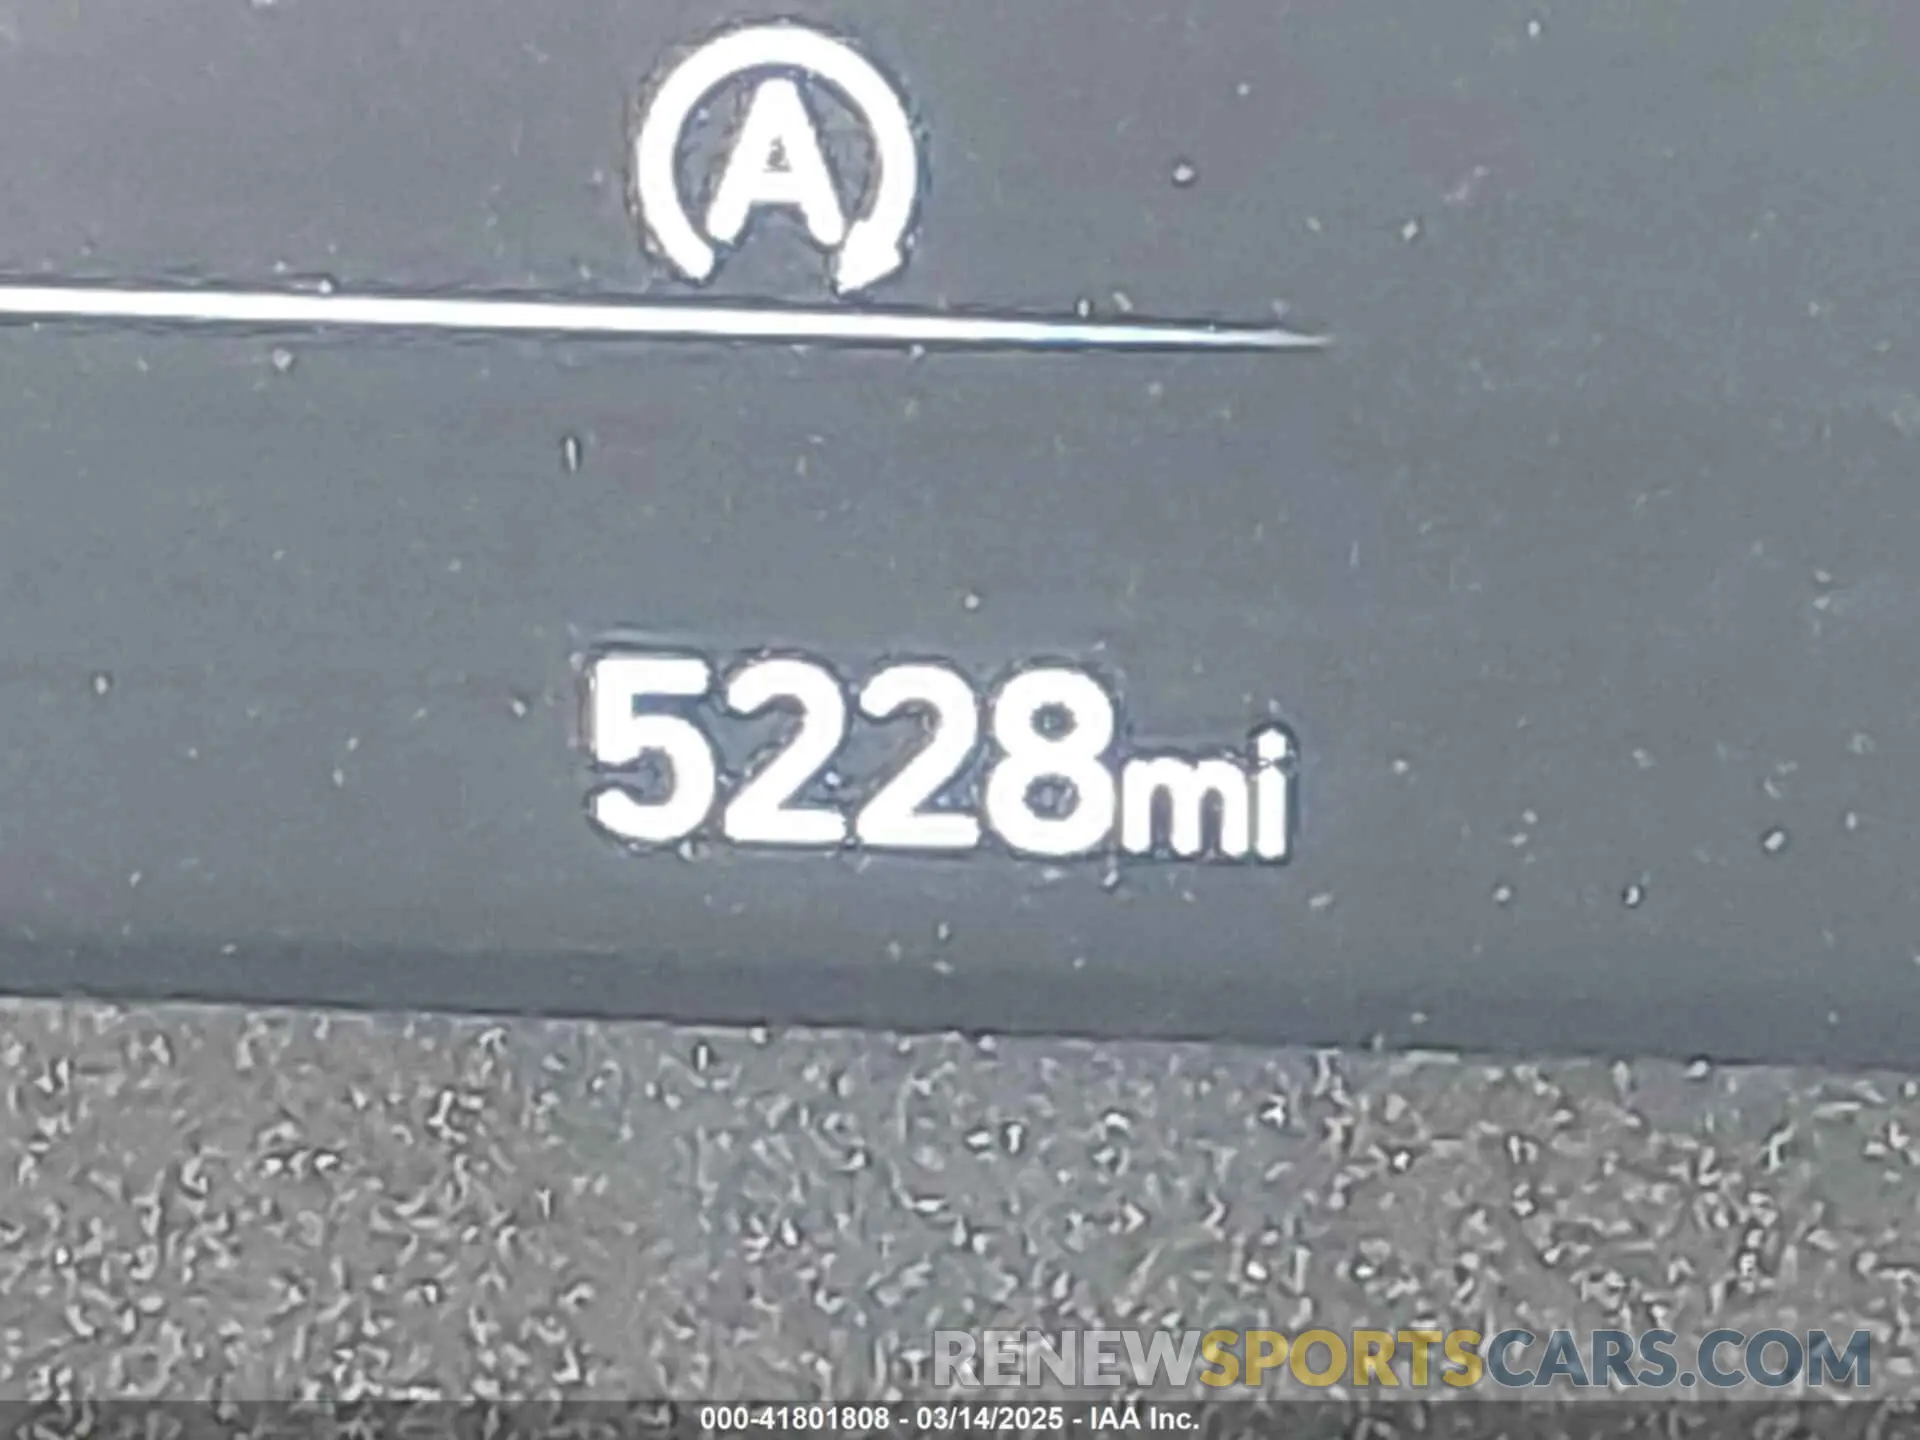 A
5228mi
RENEWSPORTSCARS.COM
000-41801808 - 03/14/2025 - IAA Inc.